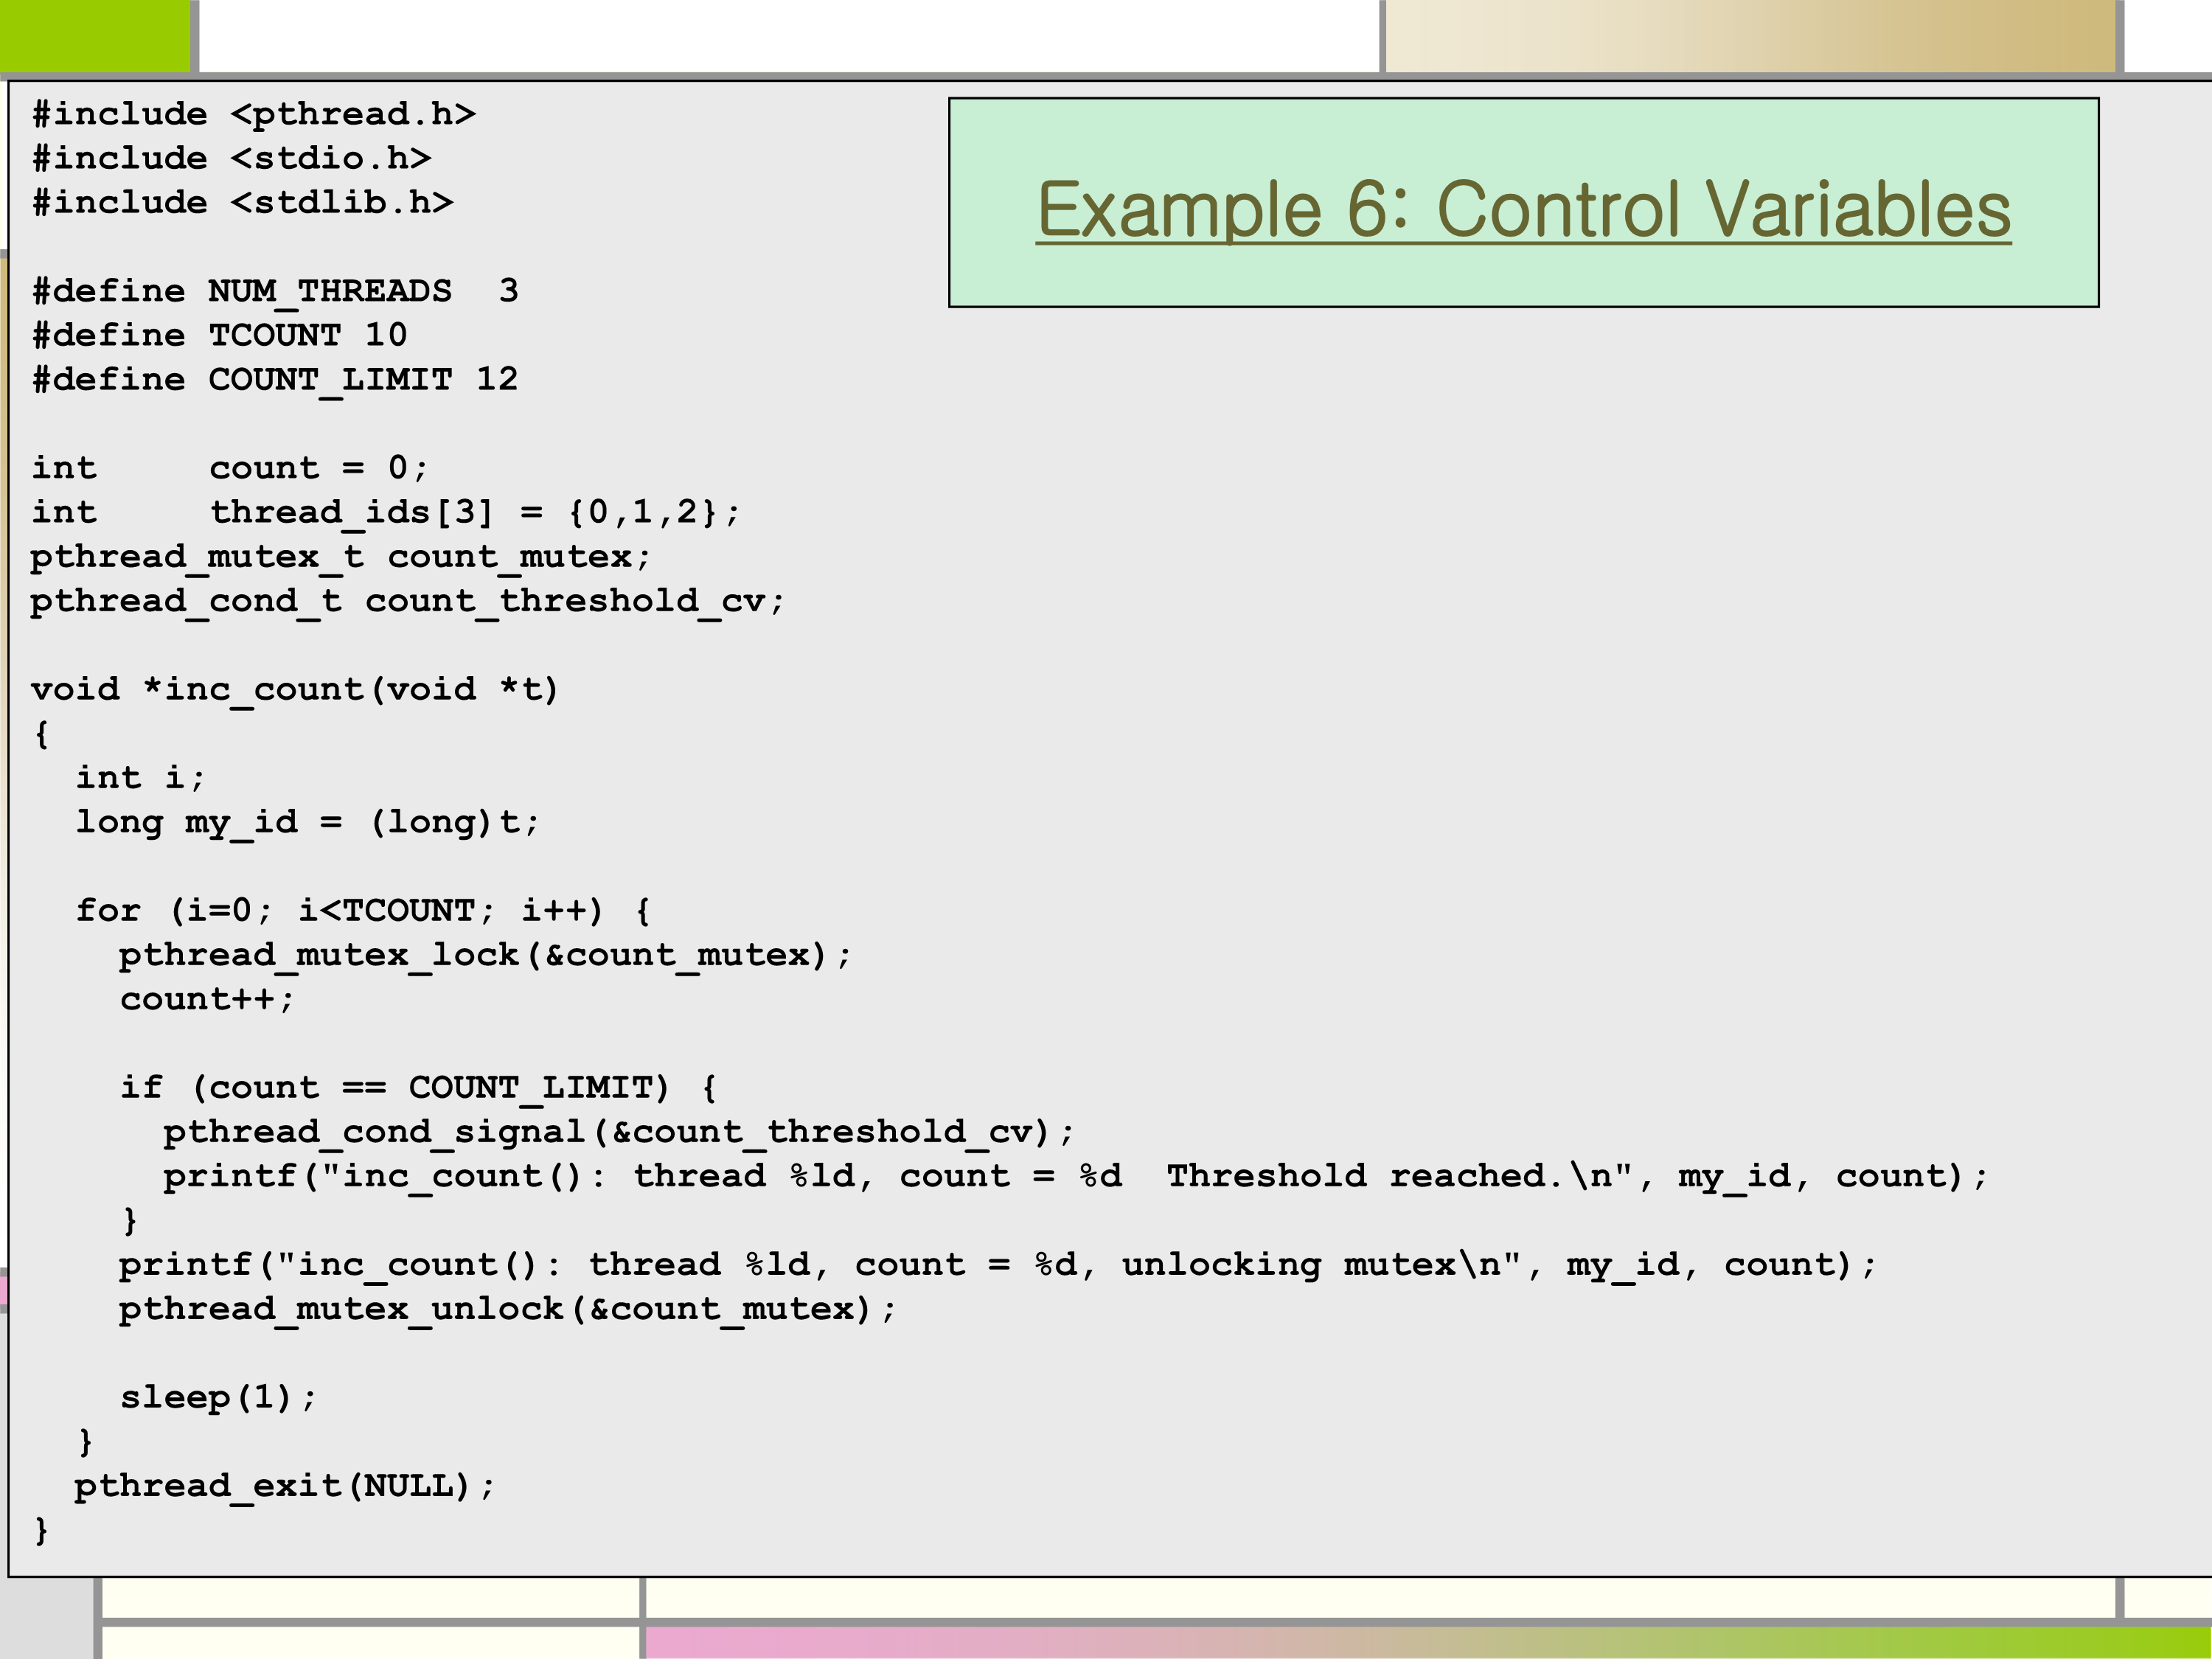 #include <pthread.h>
#include <stdio.h>
#include <stdlib.h>
Example 6: Control Variables
#define NUM_THREADS  3
#define TCOUNT 10
#define COUNT_LIMIT 12
int     count = 0;
int     thread_ids[3] = {0,1,2};
pthread_mutex_t count_mutex;
pthread_cond_t count_threshold_cv;
void *inc_count(void *t)
{
  int i;
  long my_id = (long)t;
  for (i=0; i<TCOUNT; i++) {
    pthread_mutex_lock(&count_mutex);
    count++;
    if (count == COUNT_LIMIT) {
      pthread_cond_signal(&count_threshold_cv);
      printf("inc_count(): thread %ld, count = %d  Threshold reached.\n", my_id, count);
    }
    printf("inc_count(): thread %ld, count = %d, unlocking mutex\n", my_id, count);
    pthread_mutex_unlock(&count_mutex);
    sleep(1);
  }
  pthread_exit(NULL);
}